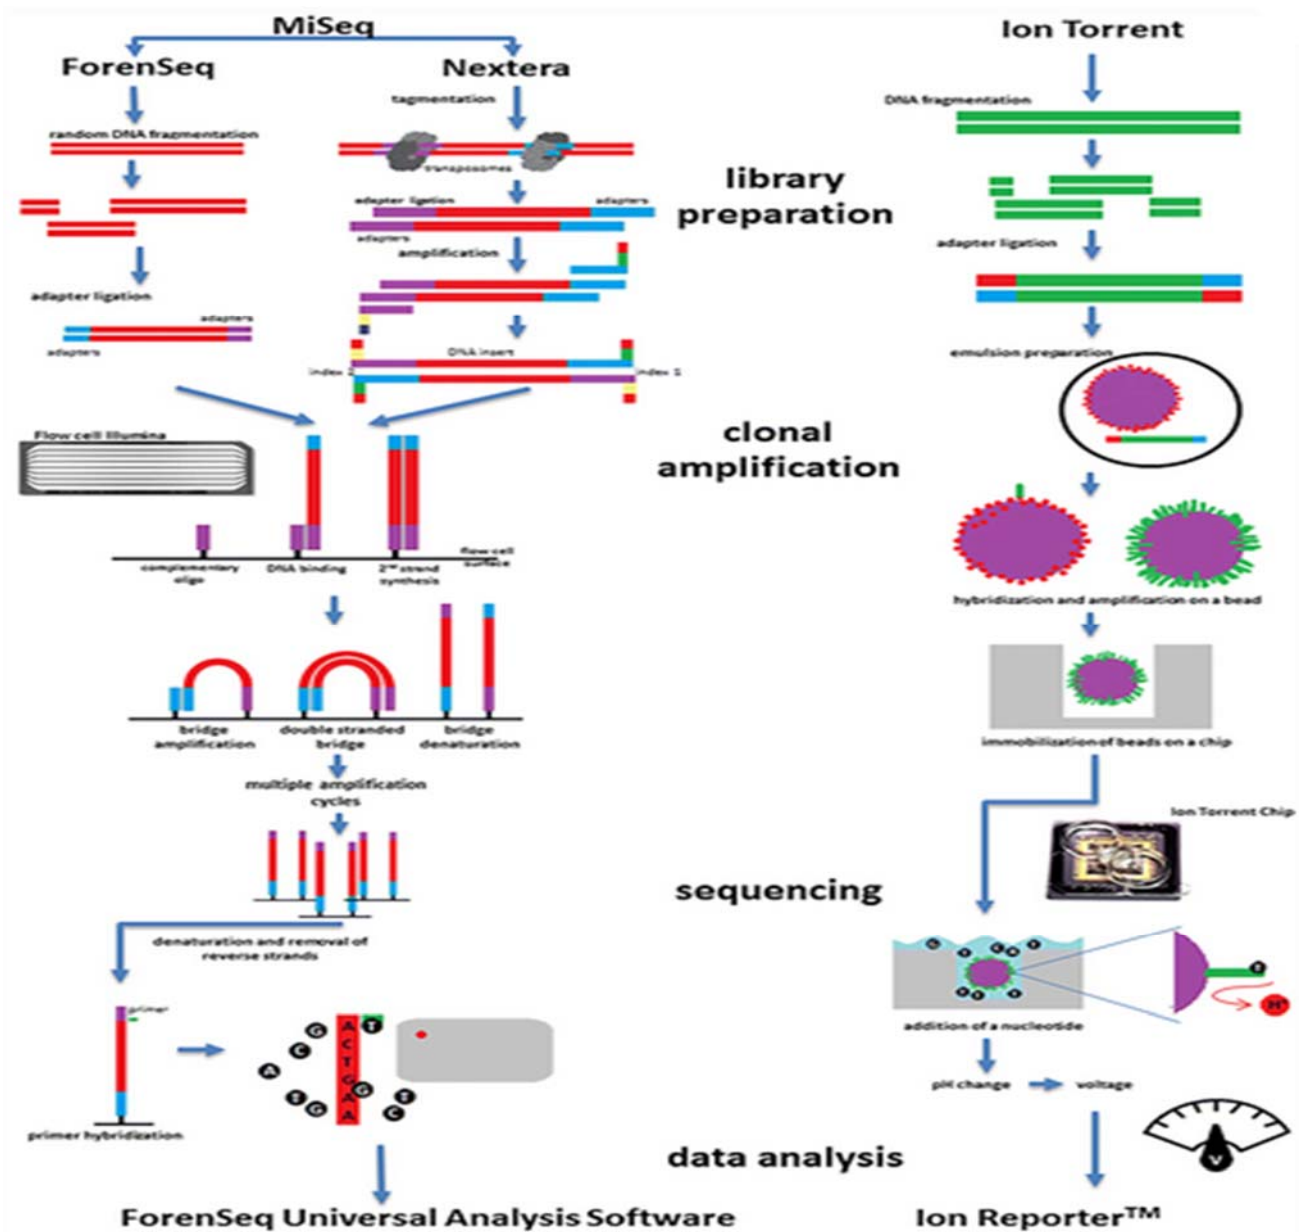 MiSeq
ForenSeq
Nextera
random DNA fragmentation
adapter ligation
adapters
adapters
tagmentation
transposomes
adapter ligation
adapters
adapters
amplification
DNA insert
index 1
Flow cell Illumina
complementary
oligo
DNA binding
2nd strand
synthesis
flow cell
surface
bridge
amplification
double stranded
bridge
bridge
denaturation
multiple amplification
cycles
denaturation and removal of
reverse strands
primer
primer hybridization
G
C
A
T
G
A
C
T
G
A
A
T
G
T
C
ForenSeq Universal Analysis Software
library
preparation
clonal
amplification
sequencing
data analysis
Ion Torrent
DNA fragmentation
adapter ligation
emulsion preparation
hybridization and amplification on a bead
immobilization of beads on a chip
Ion Torrent Chip
T
H+
addition of a nucleotide
pH change
voltage
V
Ion Reporter™